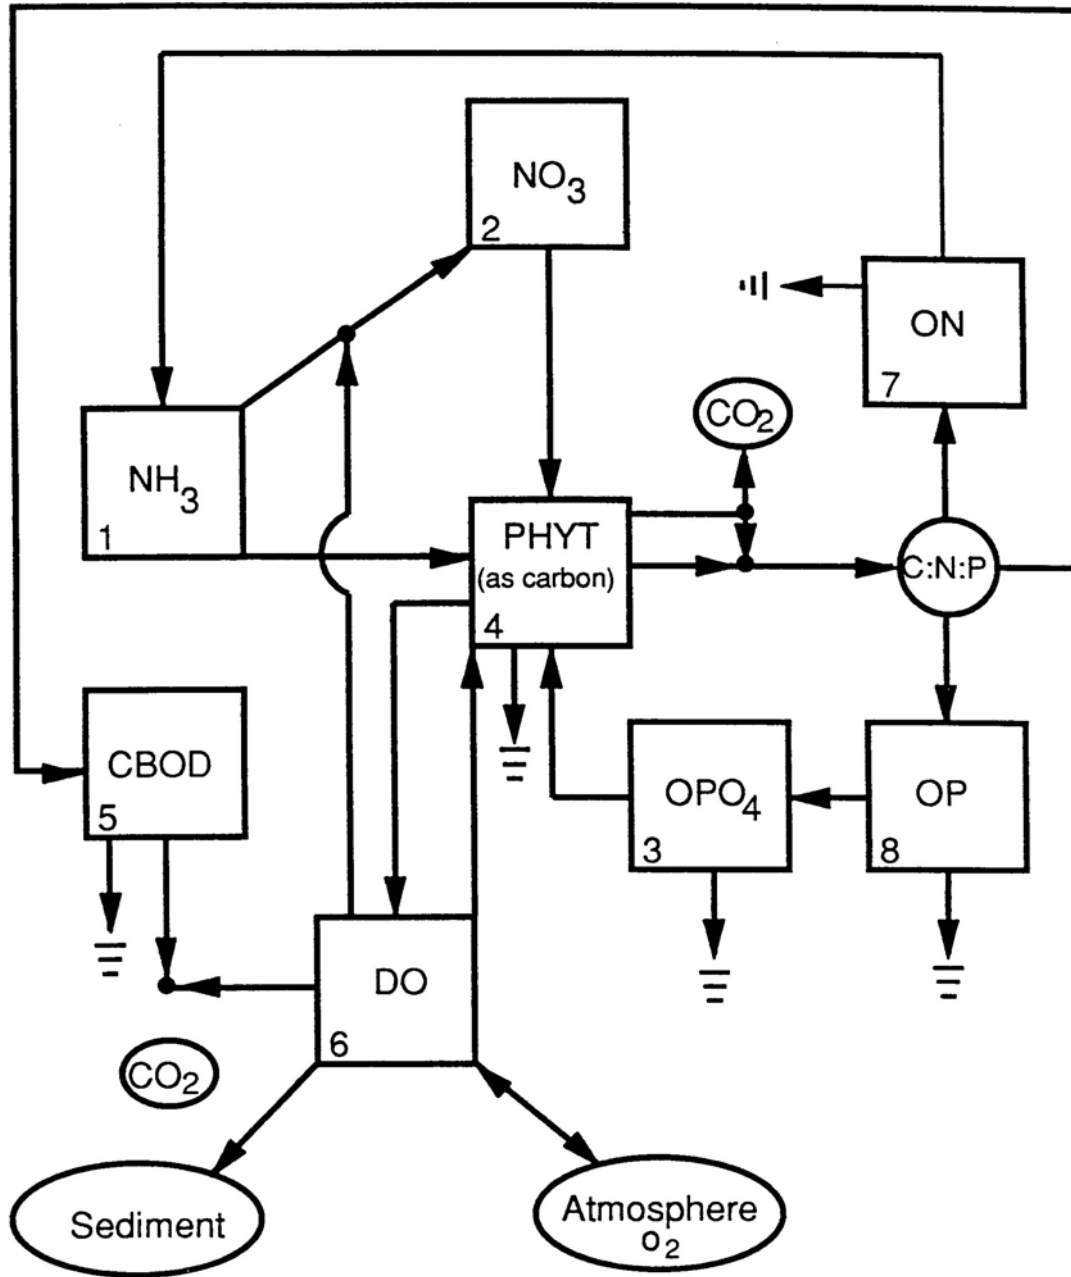 NO3
2
ON
7
CO2
NH3
1
PHYT
(as carbon)
4
C:N:P
CBOD
5
OPO4
3
OP
8
DO
6
CO2
Sediment
Atmosphere
O2